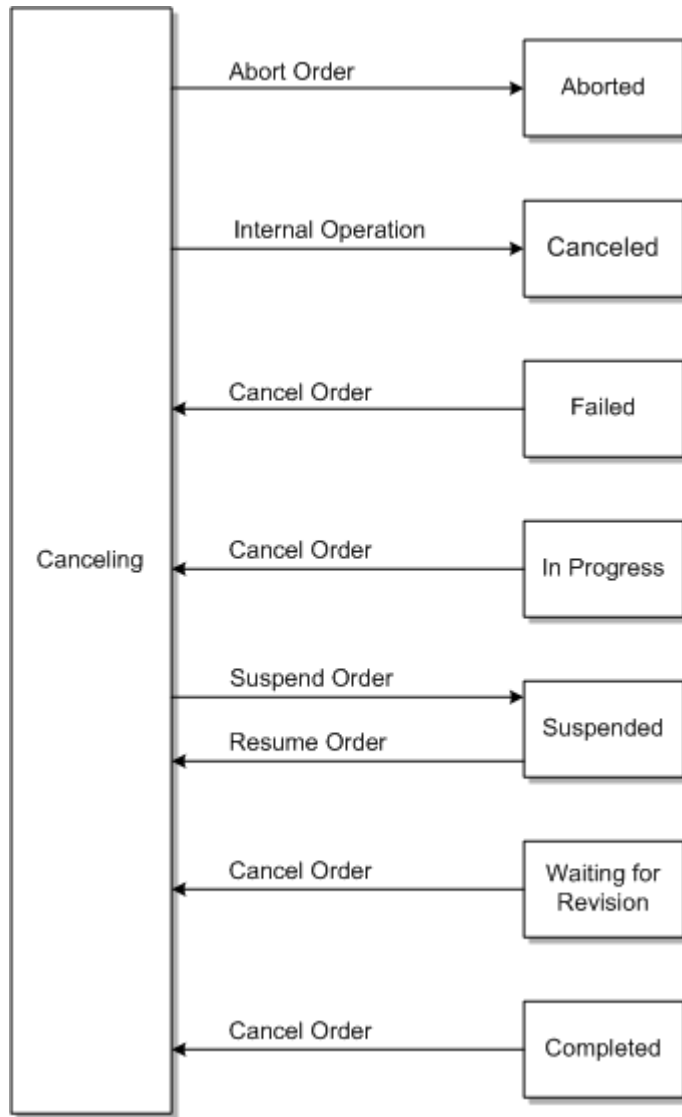 Abort Order
Aborted
Internal Operation
Canceled
Cancel Order
Failed
Canceling
Cancel Order
In Progress
Suspend Order
Suspended
Resume Order
Cancel Order
Waiting for
Revision
Cancel Order
Completed